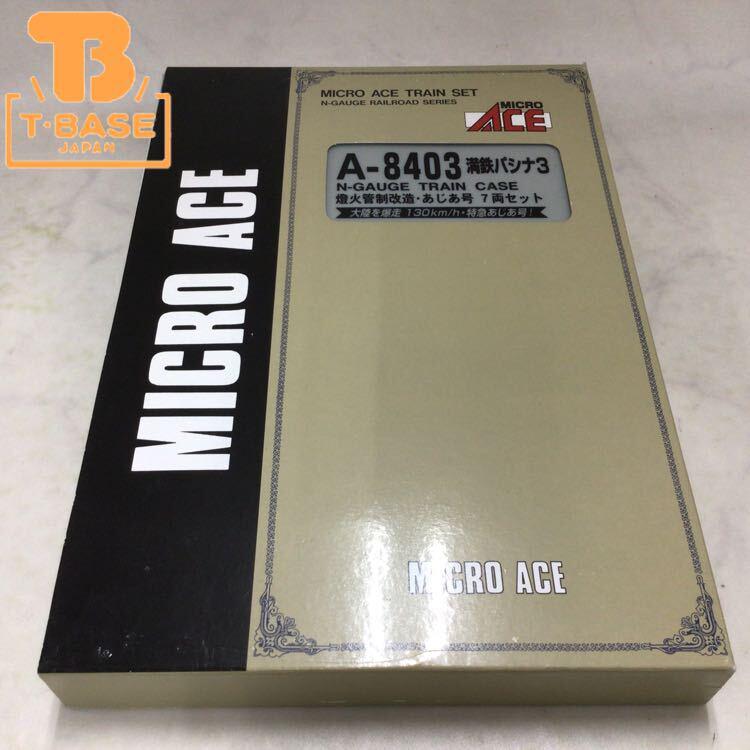 T·BASE
JAPAN
MICRO ACE TRAIN SET
N-GAUGE RAILROAD SERIES
MICRO
ACE
A-8403 満鉄パシナ3
N-GAUGE TRAIN CASE
燈火管制改造・あじあ号 7両セット
大陸を爆走 130km/h・特急あじあ号!
MICRO ACE
MICRO ACE